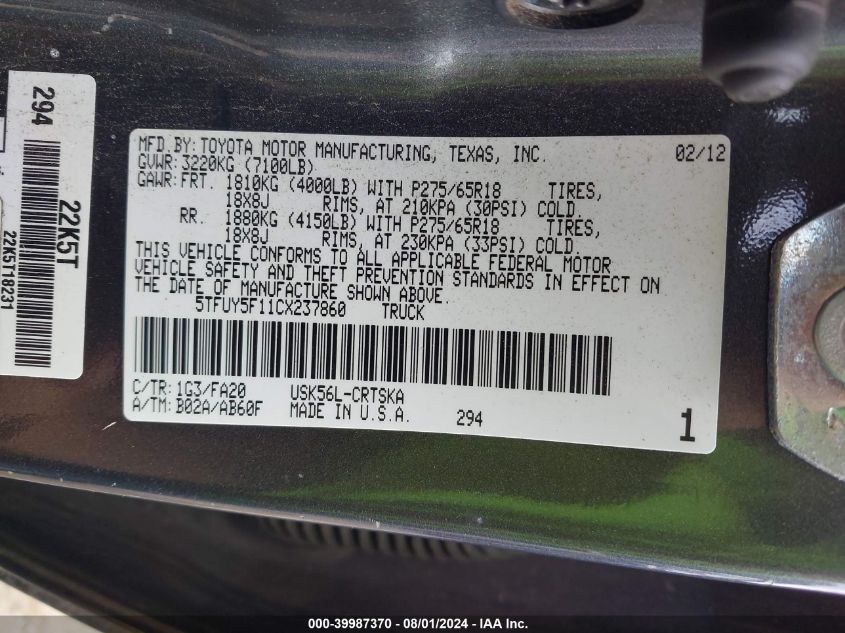 294
22K5T
22K5T18231
MFD.BY: TOYOTA MOTOR MANUFACTURING, TEXAS, INC. 02/12
GVWR: 3220KG (7100LB)
GAWR: FRT. 1810KG (4000LB) WITH P275/65R18 TIRES,
18X8J RIMS, AT 210KPA (30PSI) COLD
RR. 1880KG (4150LB) WITH P275/65R18 TIRES,
18X8J RIMS, AT 230KPA (33PSI) COLD
THIS VEHICLE CONFORMS TO ALL APPLICABLE FEDERAL MOTOR
VEHICLE SAFETY AND THEFT PREVENTION STANDARDS IN EFFECT ON
THE DATE OF MANUFACTURE SHOWN ABOVE.
5TFUY5F11CX237860 TRUCK
C/TR: 1G3/FA20 USK56L-CRTSKA
A/TM: B02A/AB60F MADE IN U.S.A. 294 1
000-39987370 - 08/01/2024 - IAA Inc.